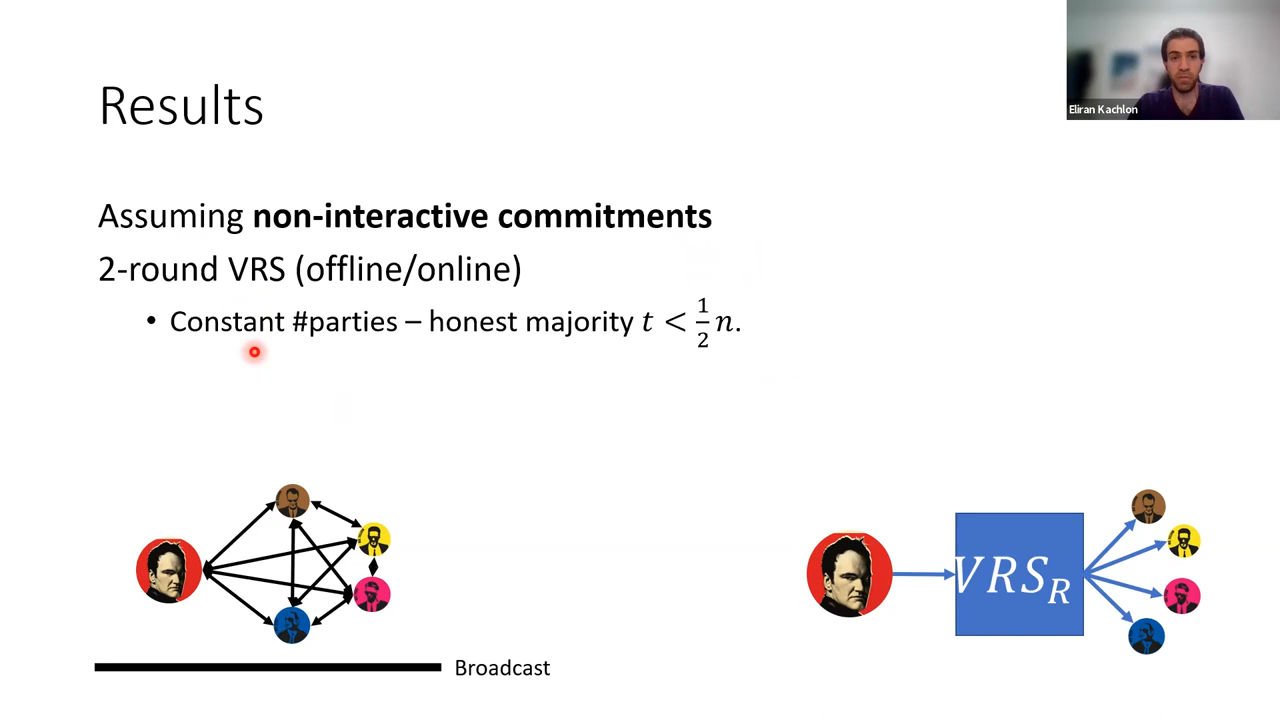 Eliran Kachlon
Results
Assuming non-interactive commitments
2-round VRS (offline/online)
• Constant #parties – honest majority t < 1/2 n.
VRS_R
Broadcast